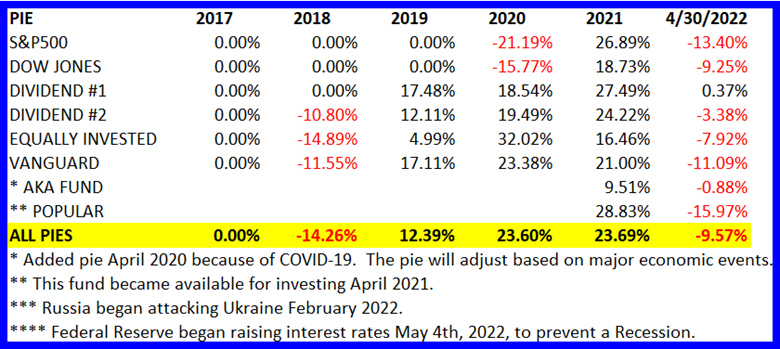 PIE 2017 2018 2019 2020 2021 4/30/2022
S&P500 0.00% 0.00% 0.00% -21.19% 26.89% -13.40%
DOW JONES 0.00% 0.00% 0.00% -15.77% 18.73% -9.25%
DIVIDEND #1 0.00% 0.00% 17.48% 18.54% 27.49% 0.37%
DIVIDEND #2 0.00% -10.80% 12.11% 19.49% 24.22% -3.38%
EQUALLY INVESTED 0.00% -14.89% 4.99% 32.02% 16.46% -7.92%
VANGUARD 0.00% -11.55% 17.11% 23.38% 21.00% -11.09%
* AKA FUND 9.51% -0.88%
** POPULAR 28.83% -15.97%
ALL PIES 0.00% -14.26% 12.39% 23.60% 23.69% -9.57%
* Added pie April 2020 because of COVID-19. The pie will adjust based on major economic events.
** This fund became available for investing April 2021.
*** Russia began attacking Ukraine February 2022.
**** Federal Reserve began raising interest rates May 4th, 2022, to prevent a Recession.